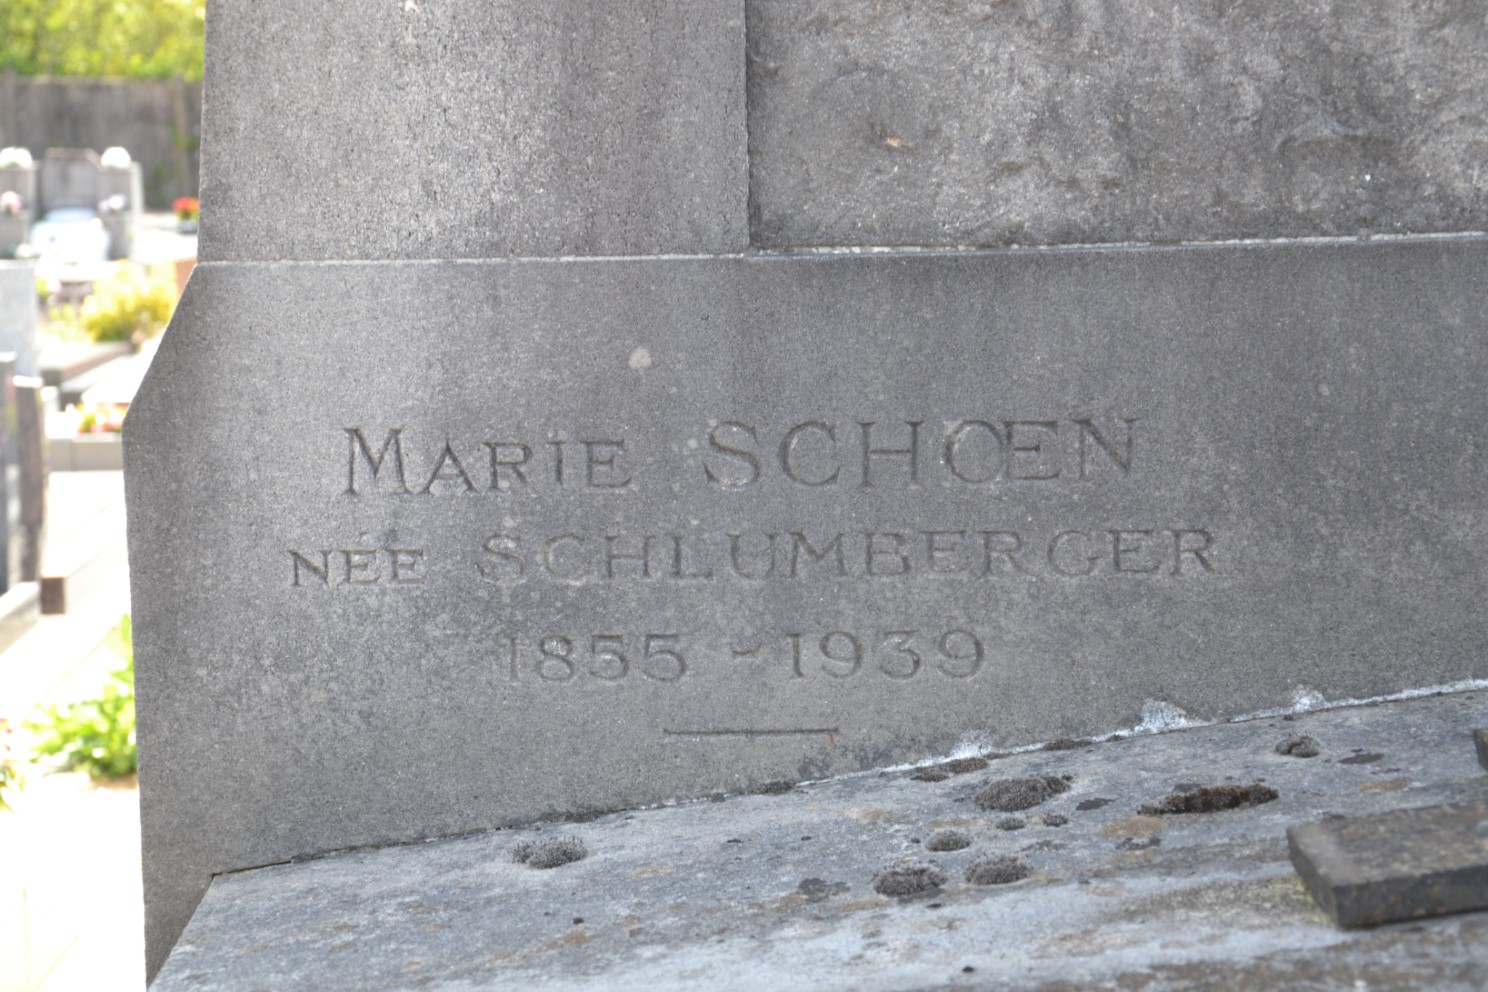 MARIE SCHŒN
NÉE SCHLUMBERGER
1855 - 1939